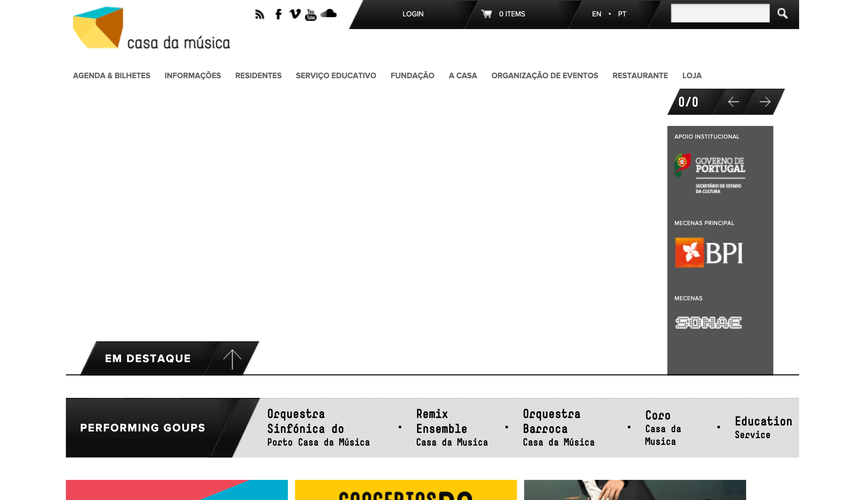 casa da música
LOGIN
0 ITEMS
EN • PT
AGENDA & BILHETES
INFORMAÇÕES
RESIDENTES
SERVIÇO EDUCATIVO
FUNDAÇÃO
A CASA
ORGANIZAÇÃO DE EVENTOS
RESTAURANTE
LOJA
0/0
APOIO INSTITUCIONAL
GOVERNO DE
PORTUGAL
SECRETÁRIO DE ESTADO
DA CULTURA
MECENAS PRINCIPAL
BPI
MECENAS
SONAE
EM DESTAQUE
PERFORMING GOUPS
Orquestra
Sinfónica do
Porto Casa da Música
Remix
Ensemble
Casa da Música
Orquestra
Barroca
Casa da Música
Coro
Casa da
Musica
Education
Service